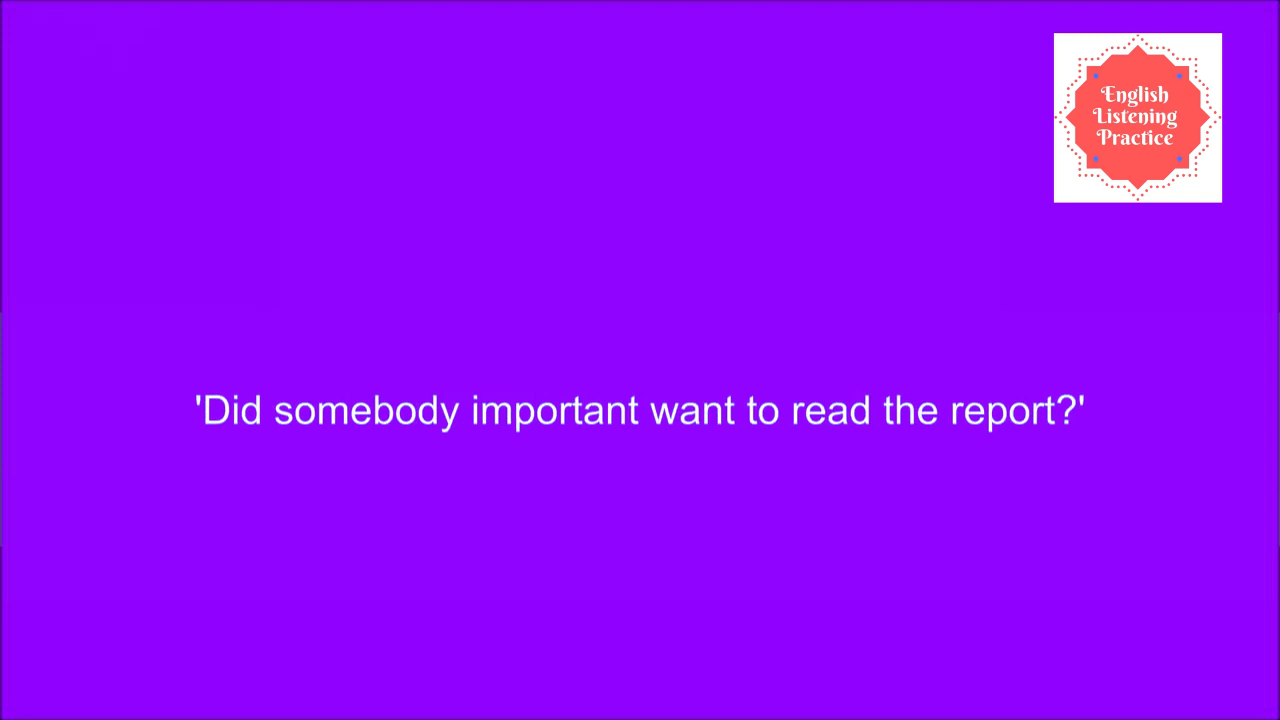 English
Listening
Practice
'Did somebody important want to read the report?'